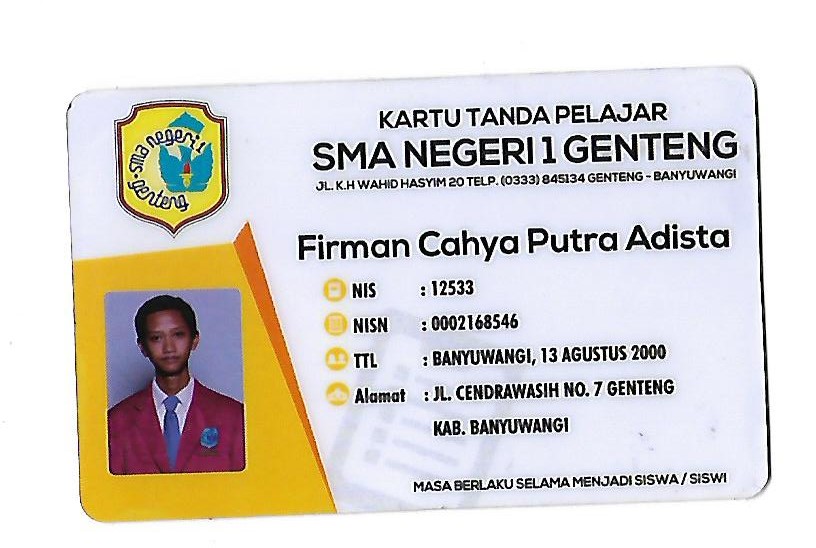 sma negeri 1
genteng
KARTU TANDA PELAJAR
SMA NEGERI 1 GENTENG
JL. K.H WAHID HASYIM 20 TELP. (0333) 845134 GENTENG - BANYUWANGI
Firman Cahya Putra Adista
NIS : 12533
NISN : 0002168546
TTL : BANYUWANGI, 13 AGUSTUS 2000
Alamat : JL. CENDRAWASIH NO. 7 GENTENG
KAB. BANYUWANGI
MASA BERLAKU SELAMA MENJADI SISWA / SISWI